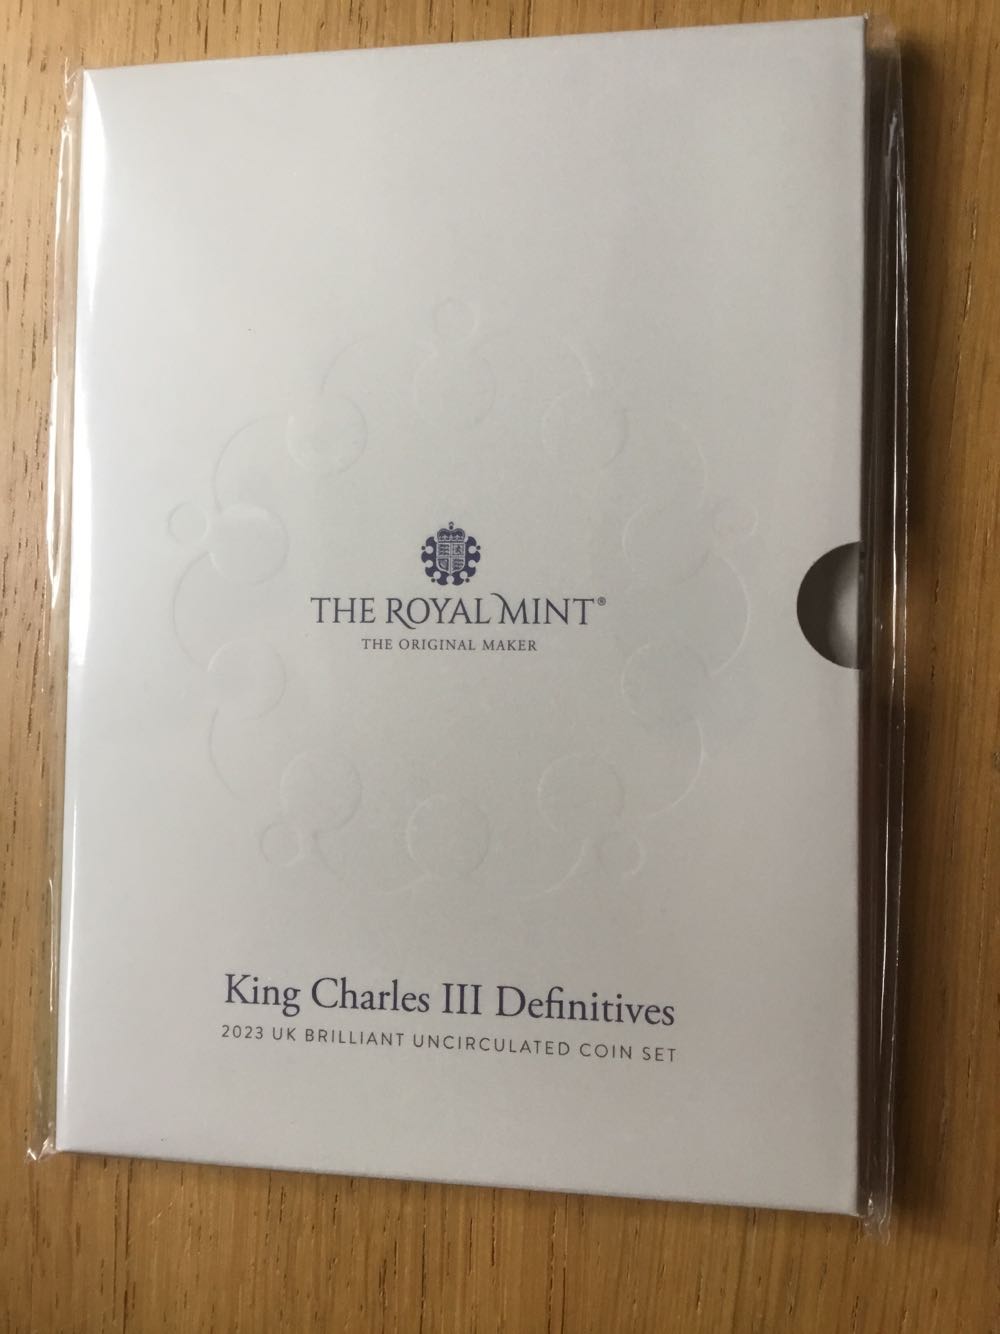 THE ROYAL MINT®
THE ORIGINAL MAKER
King Charles III Definitives
2023 UK BRILLIANT UNCIRCULATED COIN SET